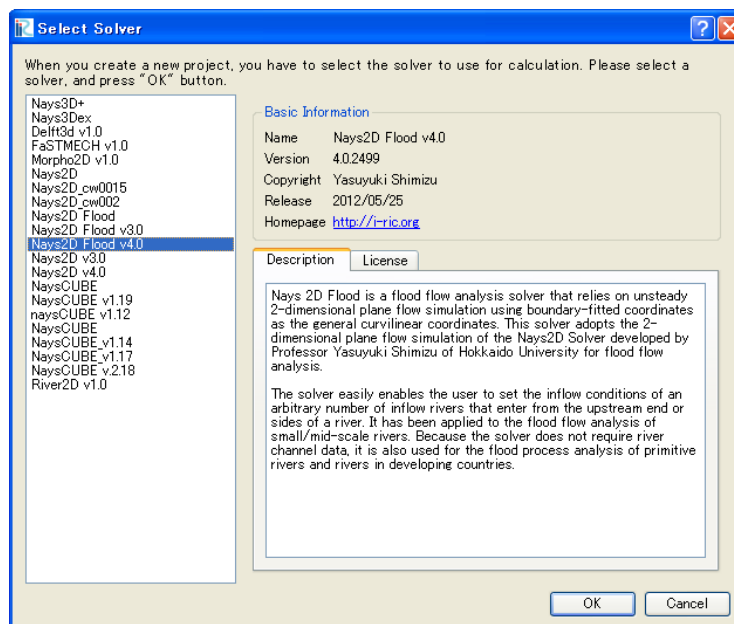 Select Solver
When you create a new project, you have to select the solver to use for calculation. Please select a
solver, and press "OK" button.
Nays3D+
Nays3Dex
Delft3d v1.0
FaSTMECH v1.0
Morpho2D v1.0
Nays2D
Nays2D_cw0015
Nays2D_cw002
Nays2D Flood
Nays2D Flood v3.0
Nays2D Flood v4.0
Nays2D v3.0
Nays2D v4.0
NaysCUBE
NaysCUBE v1.19
naysCUBE v1.12
NaysCUBE
NaysCUBE_v1.14
NaysCUBE_v1.17
NaysCUBE v.2.18
River2D v1.0
Basic Information
Name Nays2D Flood v4.0
Version 4.0.2499
Copyright Yasuyuki Shimizu
Release 2012/05/25
Homepage http://i-ric.org
Description License
Nays 2D Flood is a flood flow analysis solver that relies on unsteady
2-dimensional plane flow simulation using boundary-fitted coordinates
as the general curvilinear coordinates. This solver adopts the 2-
dimensional plane flow simulation of the Nays2D Solver developed by
Professor Yasuyuki Shimizu of Hokkaido University for flood flow
analysis.
The solver easily enables the user to set the inflow conditions of an
arbitrary number of inflow rivers that enter from the upstream end or
sides of a river. It has been applied to the flood flow analysis of
small/mid-scale rivers. Because the solver does not require river
channel data, it is also used for the flood process analysis of primitive
rivers and rivers in developing countries.
OK Cancel